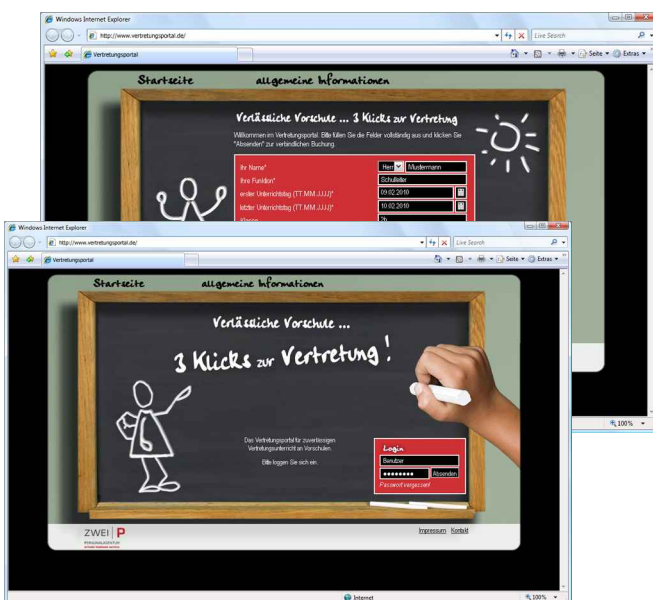 Windows Internet Explorer
http://www.vertretungsportal.de/
Live Search
Vertretungsportal
Seite
Extras
Startseite
allgemeine Informationen
Verlässliche Vorschule ... 3 Klicks zur Vertretung
Willkommen im Vertretungsportal. Bitte füllen Sie die Felder vollständig aus und klicken Sie
"Absenden" zur verbindlichen Buchung.
Ihr Name*
Herr
Mustermann
Ihre Funktion*
Schulleiter
erster Unterrichtstag (TT.MM.JJJJ)*
09.02.2010
letzter Unterrichtstag (TT.MM.JJJJ)*
10.02.2010
Klasse
2b
100%
Windows Internet Explorer
http://www.vertretungsportal.de/
Live Search
Vertretungsportal
Seite
Extras
Startseite
allgemeine Informationen
Verlässliche Vorschule ...
3 Klicks zur Vertretung!
Das Vertretungsportal für zuverlässigen
Vertretungsunterricht an Vorschulen.
Bitte loggen Sie sich ein.
Login
Benutzer
Absenden
Passwort vergessen?
ZWEI P
PERSONALAGENTUR
Impressum
Kontakt
Internet
100%